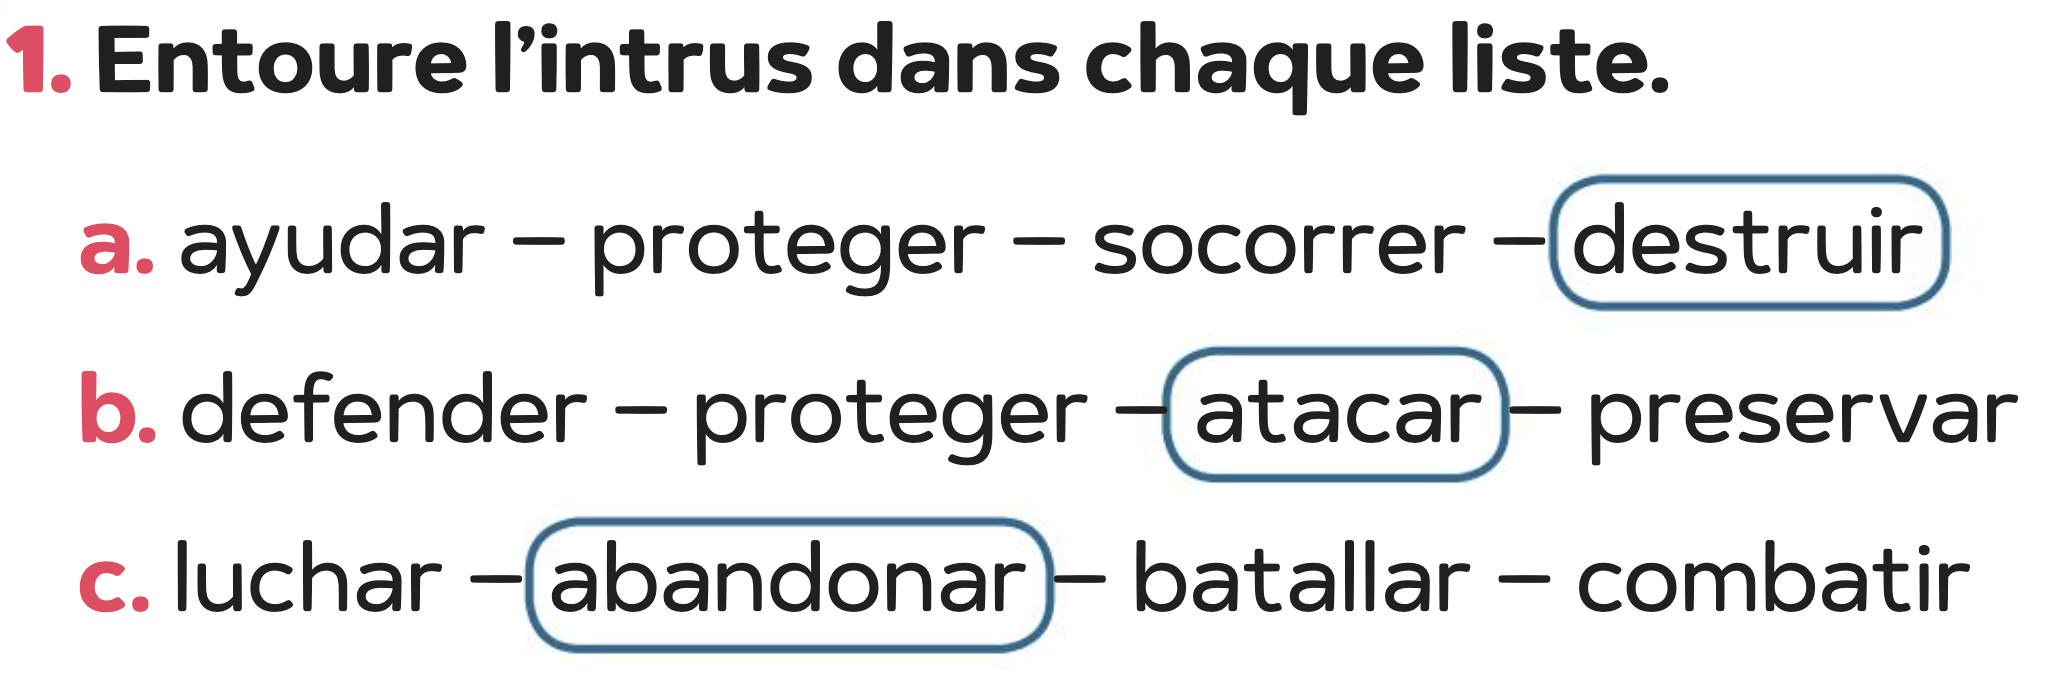 1. Entoure l’intrus dans chaque liste.
a. ayudar – proteger – socorrer – destruir
b. defender – proteger – atacar – preservar
c. luchar – abandonar – batallar – combatir